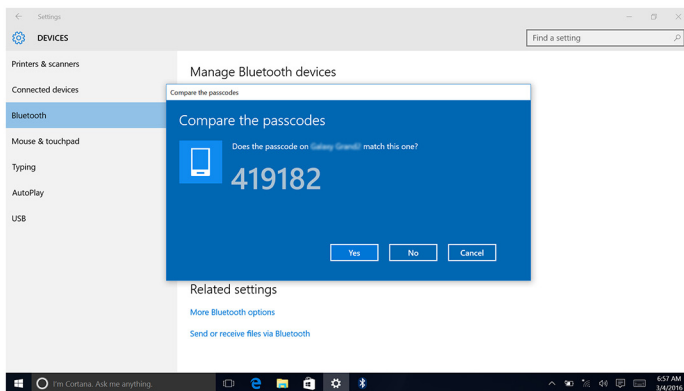 Settings
DEVICES
Find a setting
Printers & scanners
Connected devices
Bluetooth
Mouse & touchpad
Typing
AutoPlay
USB
Manage Bluetooth devices
Compare the passcodes
Compare the passcodes
Does the passcode on Galaxy Grand2 match this one?
419182
Yes No Cancel
Related settings
More Bluetooth options
Send or receive files via Bluetooth
I'm Cortana. Ask me anything.
6:57 AM
3/4/2016